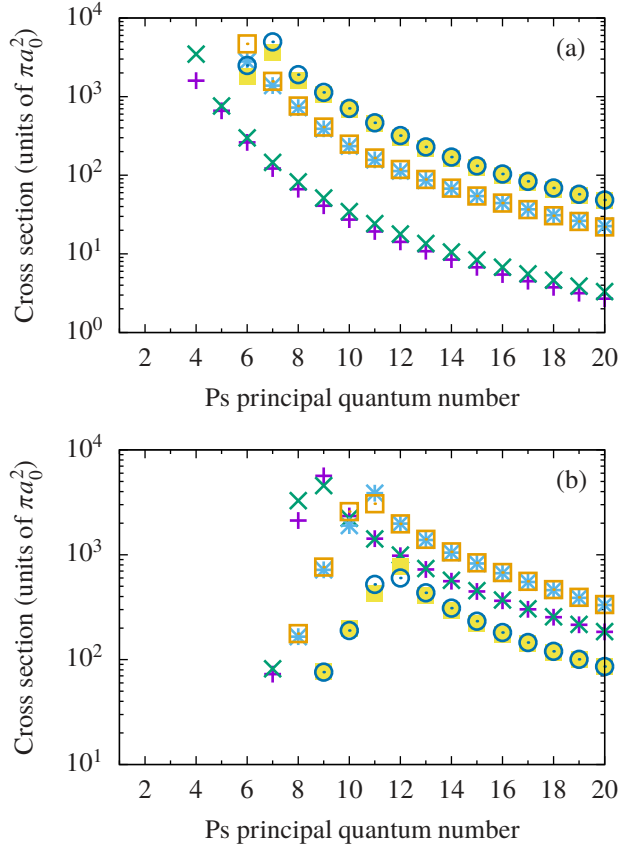 10^4
(a)
10^3
10^2
10^1
10^0
Cross section (units of πa_0^2)
2 4 6 8 10 12 14 16 18 20
Ps principal quantum number
10^4
(b)
10^3
10^2
10^1
Cross section (units of πa_0^2)
2 4 6 8 10 12 14 16 18 20
Ps principal quantum number